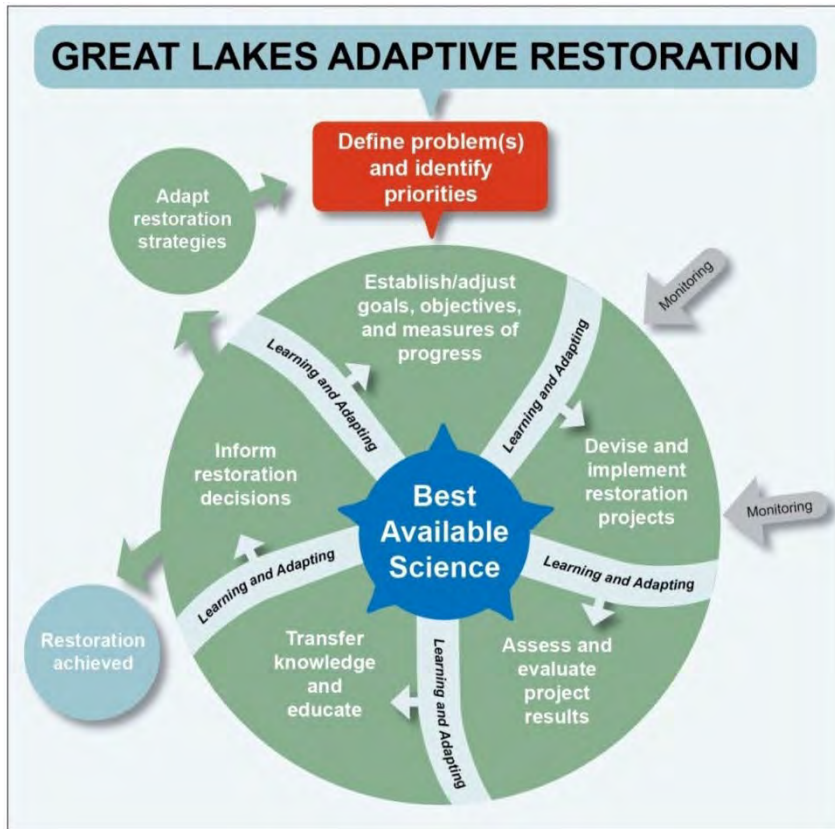 GREAT LAKES ADAPTIVE RESTORATION
Define problem(s)
and identify
priorities
Adapt
restoration
strategies
Establish/adjust
goals, objectives,
and measures of
progress
Monitoring
Learning and Adapting
Learning and Adapting
Devise and
implement
restoration
projects
Monitoring
Inform
restoration
decisions
Best
Available
Science
Learning and Adapting
Learning and Adapting
Restoration
achieved
Transfer
knowledge
and
educate
Learning and Adapting
Assess and
evaluate
project
results